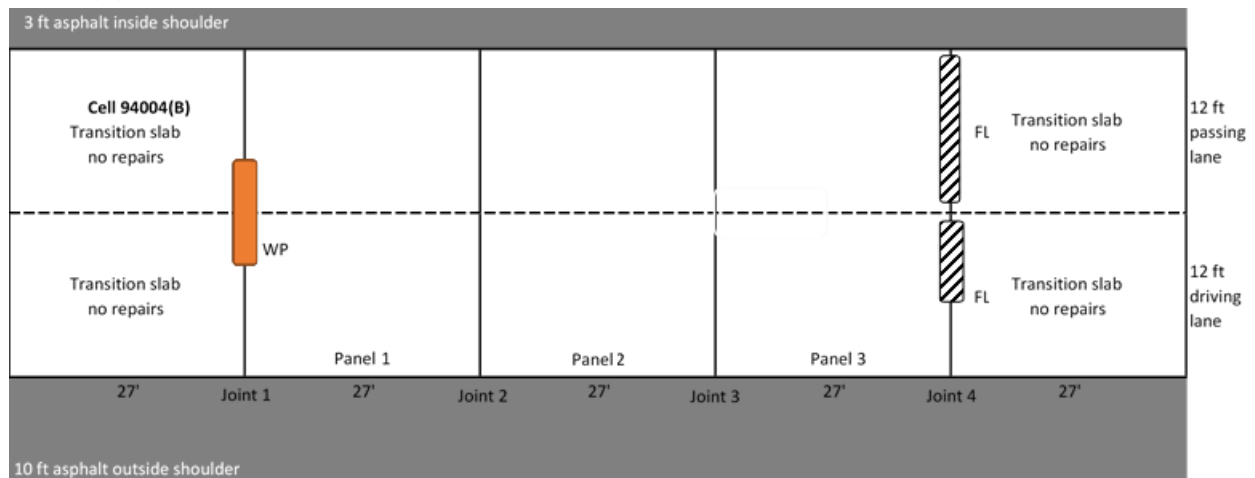 3 ft asphalt inside shoulder
Cell 94004(B)
Transition slab
no repairs
FL
Transition slab
no repairs
12 ft
passing
lane
WP
Transition slab
no repairs
FL
Transition slab
no repairs
12 ft
driving
lane
Panel 1
Panel 2
Panel 3
27'
Joint 1
27'
Joint 2
27'
Joint 3
27'
Joint 4
27'
10 ft asphalt outside shoulder